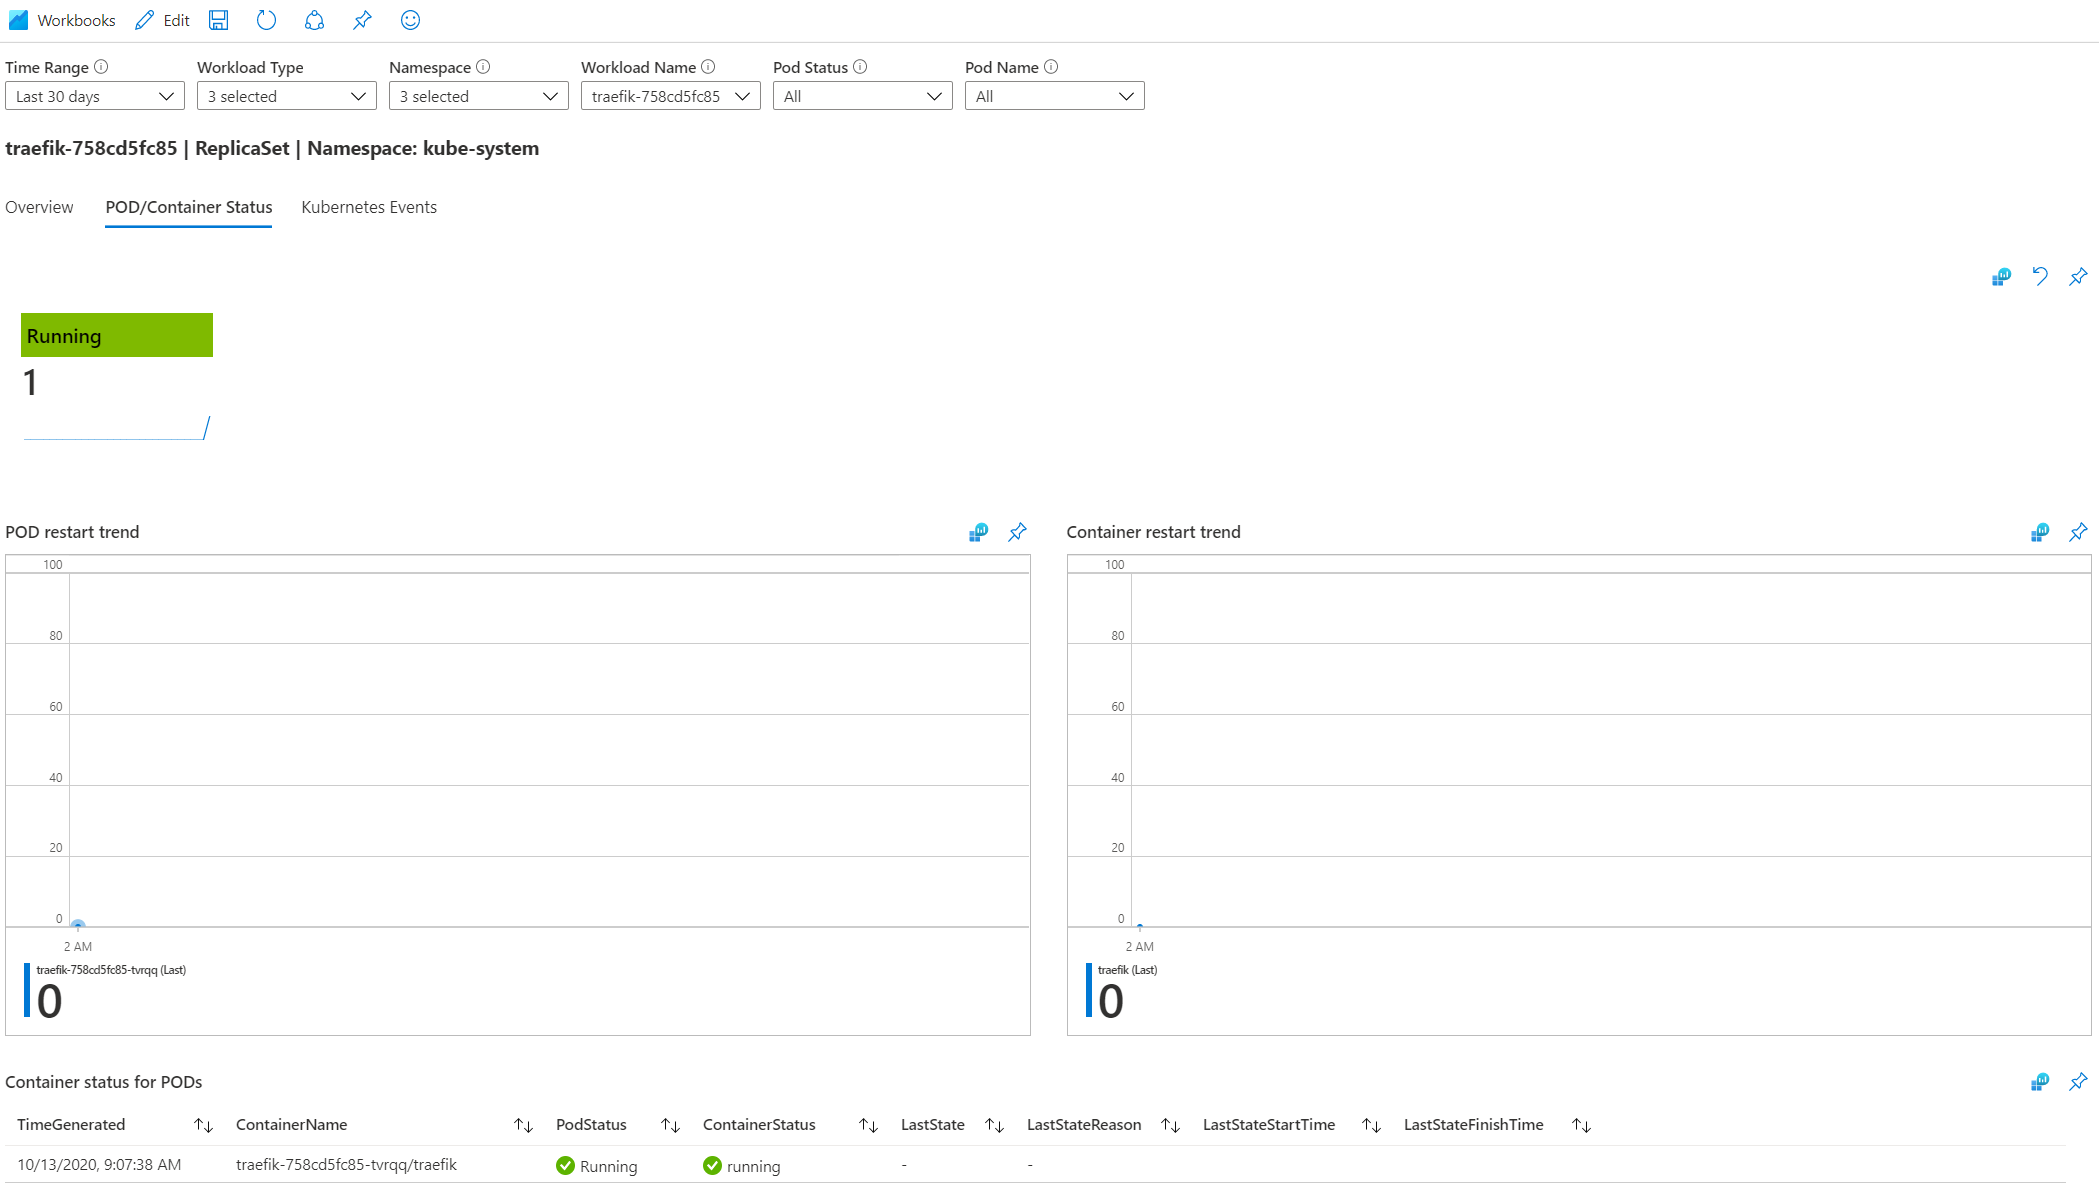 Workbooks Edit
Time Range Workload Type Namespace Workload Name Pod Status Pod Name
Last 30 days 3 selected 3 selected traefik-758cd5fc85 All All
traefik-758cd5fc85 | ReplicaSet | Namespace: kube-system
Overview POD/Container Status Kubernetes Events
Running
1
POD restart trend
100
80
60
40
20
0
2 AM
traefik-758cd5fc85-tvrqq (Last)
0
Container restart trend
100
80
60
40
20
0
2 AM
traefik (Last)
0
Container status for PODs
TimeGenerated ContainerName PodStatus ContainerStatus LastState LastStateReason LastStateStartTime LastStateFinishTime
10/13/2020, 9:07:38 AM traefik-758cd5fc85-tvrqq/traefik Running running - -